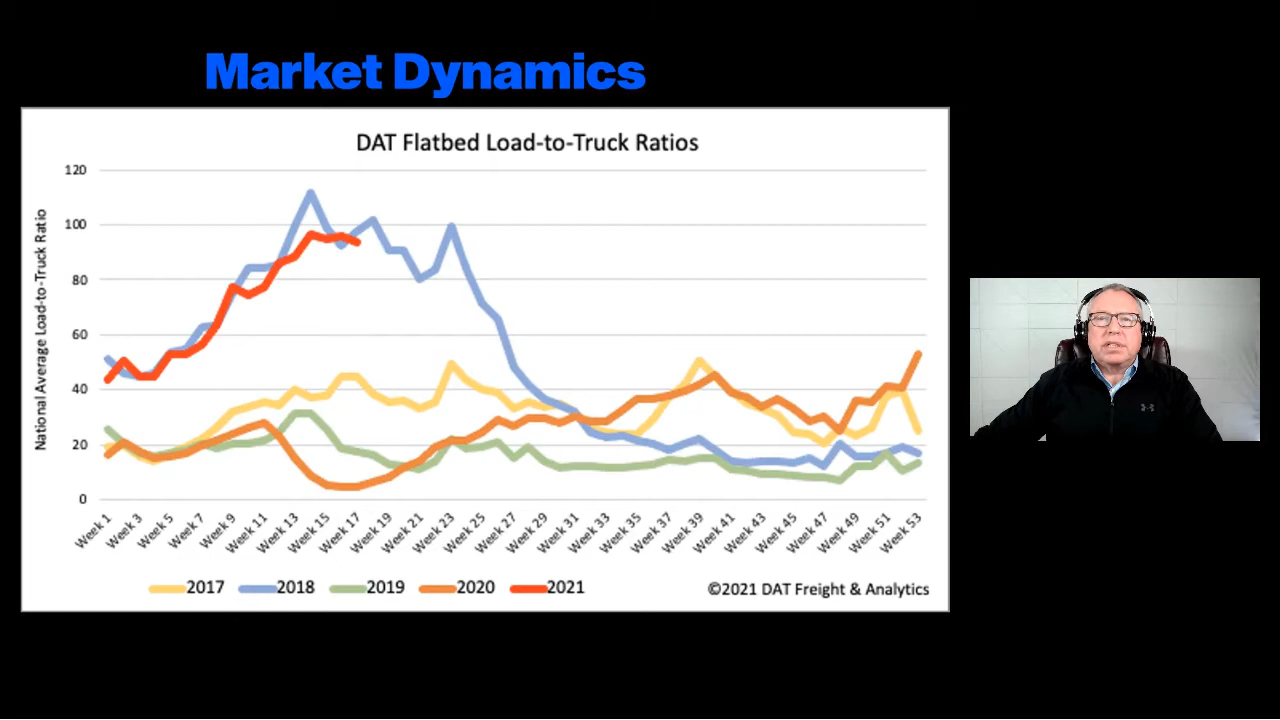 Market Dynamics
DAT Flatbed Load-to-Truck Ratios
National Average Load-to-Truck Ratio
120
100
80
60
40
20
0
Week 1
Week 3
Week 5
Week 7
Week 9
Week 11
Week 13
Week 15
Week 17
Week 19
Week 21
Week 23
Week 25
Week 27
Week 29
Week 31
Week 33
Week 35
Week 37
Week 39
Week 41
Week 43
Week 45
Week 47
Week 49
Week 51
Week 53
2017 2018 2019 2020 2021
©2021 DAT Freight & Analytics